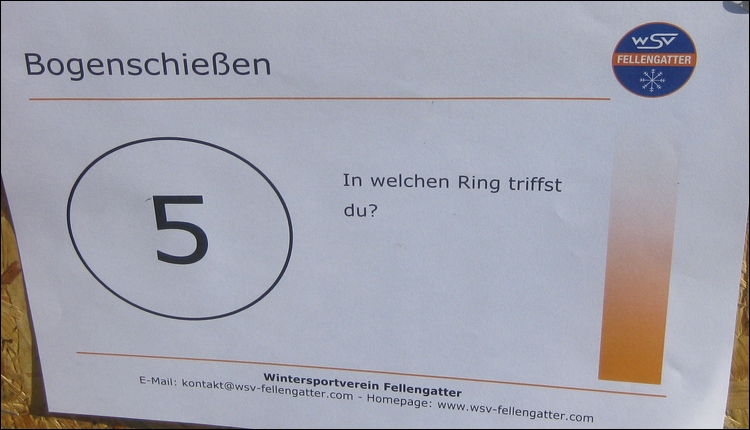 Bogenschießen
WSV
FELLENGATTER
5
In welchen Ring triffst
du?
Wintersportverein Fellengatter
E-Mail: kontakt@wsv-fellengatter.com - Homepage: www.wsv-fellengatter.com